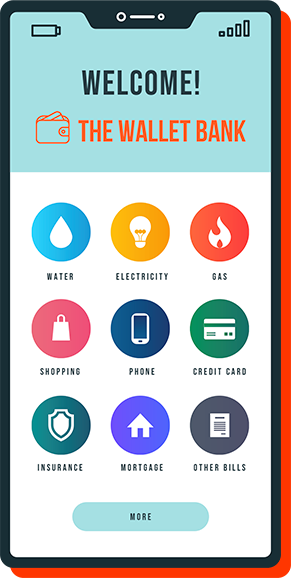 WELCOME!
THE WALLET BANK
WATER ELECTRICITY GAS
SHOPPING PHONE CREDIT CARD
INSURANCE MORTGAGE OTHER BILLS
MORE